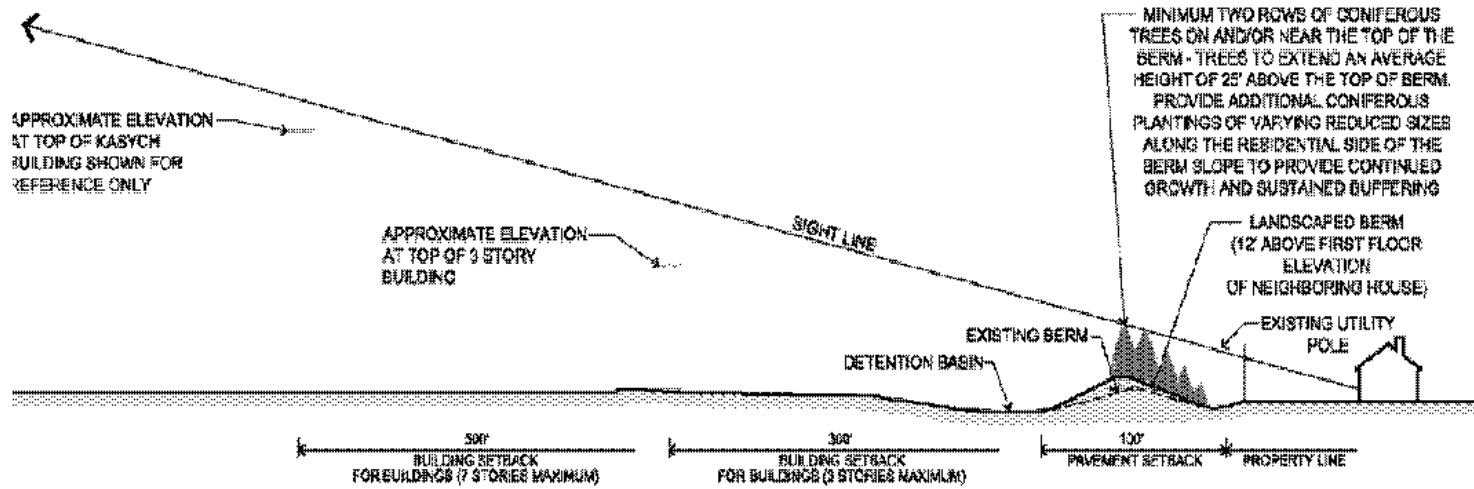 MINIMUM TWO ROWS OF CONIFEROUS
TREES ON AND/OR NEAR THE TOP OF THE
BERM - TREES TO EXTEND AN AVERAGE
HEIGHT OF 25' ABOVE THE TOP OF BERM.
PROVIDE ADDITIONAL CONIFEROUS
PLANTINGS OF VARYING REDUCED SIZES
ALONG THE RESIDENTIAL SIDE OF THE
BERM SLOPE TO PROVIDE CONTINUED
GROWTH AND SUSTAINED BUFFERING
APPROXIMATE ELEVATION
AT TOP OF KASYCH
BUILDING SHOWN FOR
REFERENCE ONLY
APPROXIMATE ELEVATION
AT TOP OF 3 STORY
BUILDING
SIGHT LINE
LANDSCAPED BERM
(12' ABOVE FIRST FLOOR
ELEVATION
OF NEIGHBORING HOUSE)
EXISTING BERM
EXISTING UTILITY
POLE
DETENTION BASIN
500'
BUILDING SETBACK
FOR BUILDINGS (7 STORIES MAXIMUM)
300'
BUILDING SETBACK
FOR BUILDINGS (3 STORIES MAXIMUM)
100'
PAVEMENT SETBACK
PROPERTY LINE